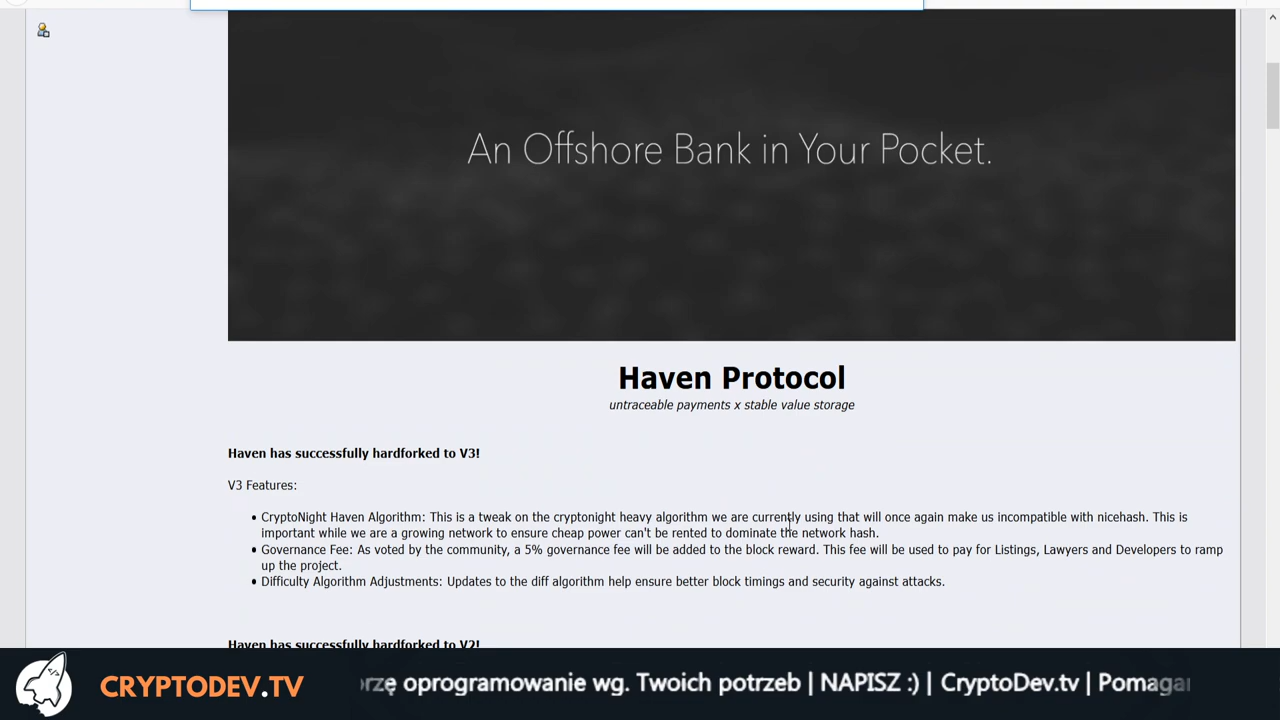 An Offshore Bank in Your Pocket.
Haven Protocol
untraceable payments x stable value storage
Haven has successfully hardforked to V3!
V3 Features:
• CryptoNight Haven Algorithm: This is a tweak on the cryptonight heavy algorithm we are currently using that will once again make us incompatible with nicehash. This is
important while we are a growing network to ensure cheap power can't be rented to dominate the network hash.
• Governance Fee: As voted by the community, a 5% governance fee will be added to the block reward. This fee will be used to pay for Listings, Lawyers and Developers to ramp
up the project.
• Difficulty Algorithm Adjustments: Updates to the diff algorithm help ensure better block timings and security against attacks.
Haven has successfully hardforked to V2!
CRYPTODEV.TV
oprogramowanie wg. Twoich potrzeb | NAPISZ :) | CryptoDev.tv |